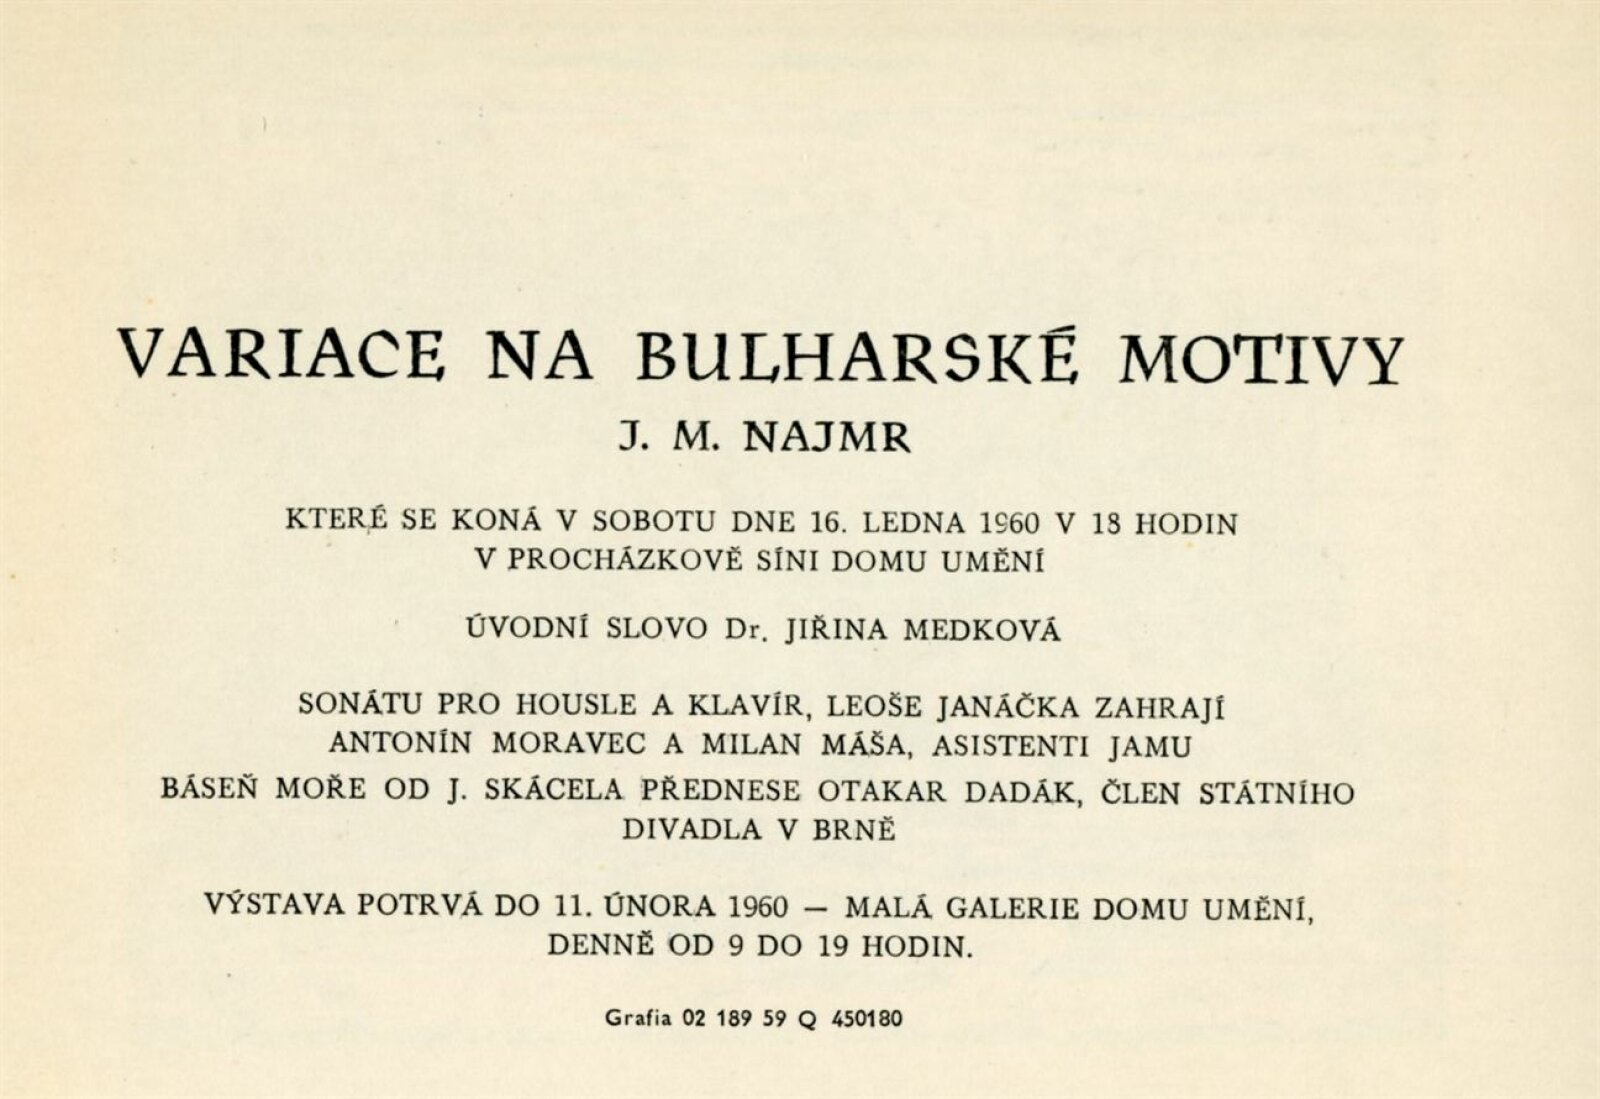 VARIACE NA BULHARSKÉ MOTIVY
J. M. NAJMR
KTERÉ SE KONÁ V SOBOTU DNE 16. LEDNA 1960 V 18 HODIN
V PROCHÁZKOVĚ SÍNI DOMU UMĚNÍ
ÚVODNÍ SLOVO Dr. JIŘINA MEDKOVÁ
SONÁTU PRO HOUSLE A KLAVÍR, LEOŠE JANÁČKA ZAHRAJÍ
ANTONÍN MORAVEC A MILAN MÁŠA, ASISTENTI JAMU
BÁSEŇ MOŘE OD J. SKÁCELA PŘEDNESE OTAKAR DADÁK, ČLEN STÁTNÍHO
DIVADLA V BRNĚ
VÝSTAVA POTRVÁ DO 11. ÚNORA 1960 — MALÁ GALERIE DOMU UMĚNÍ,
DENNĚ OD 9 DO 19 HODIN.
Grafia 02 189 59 Q 450180